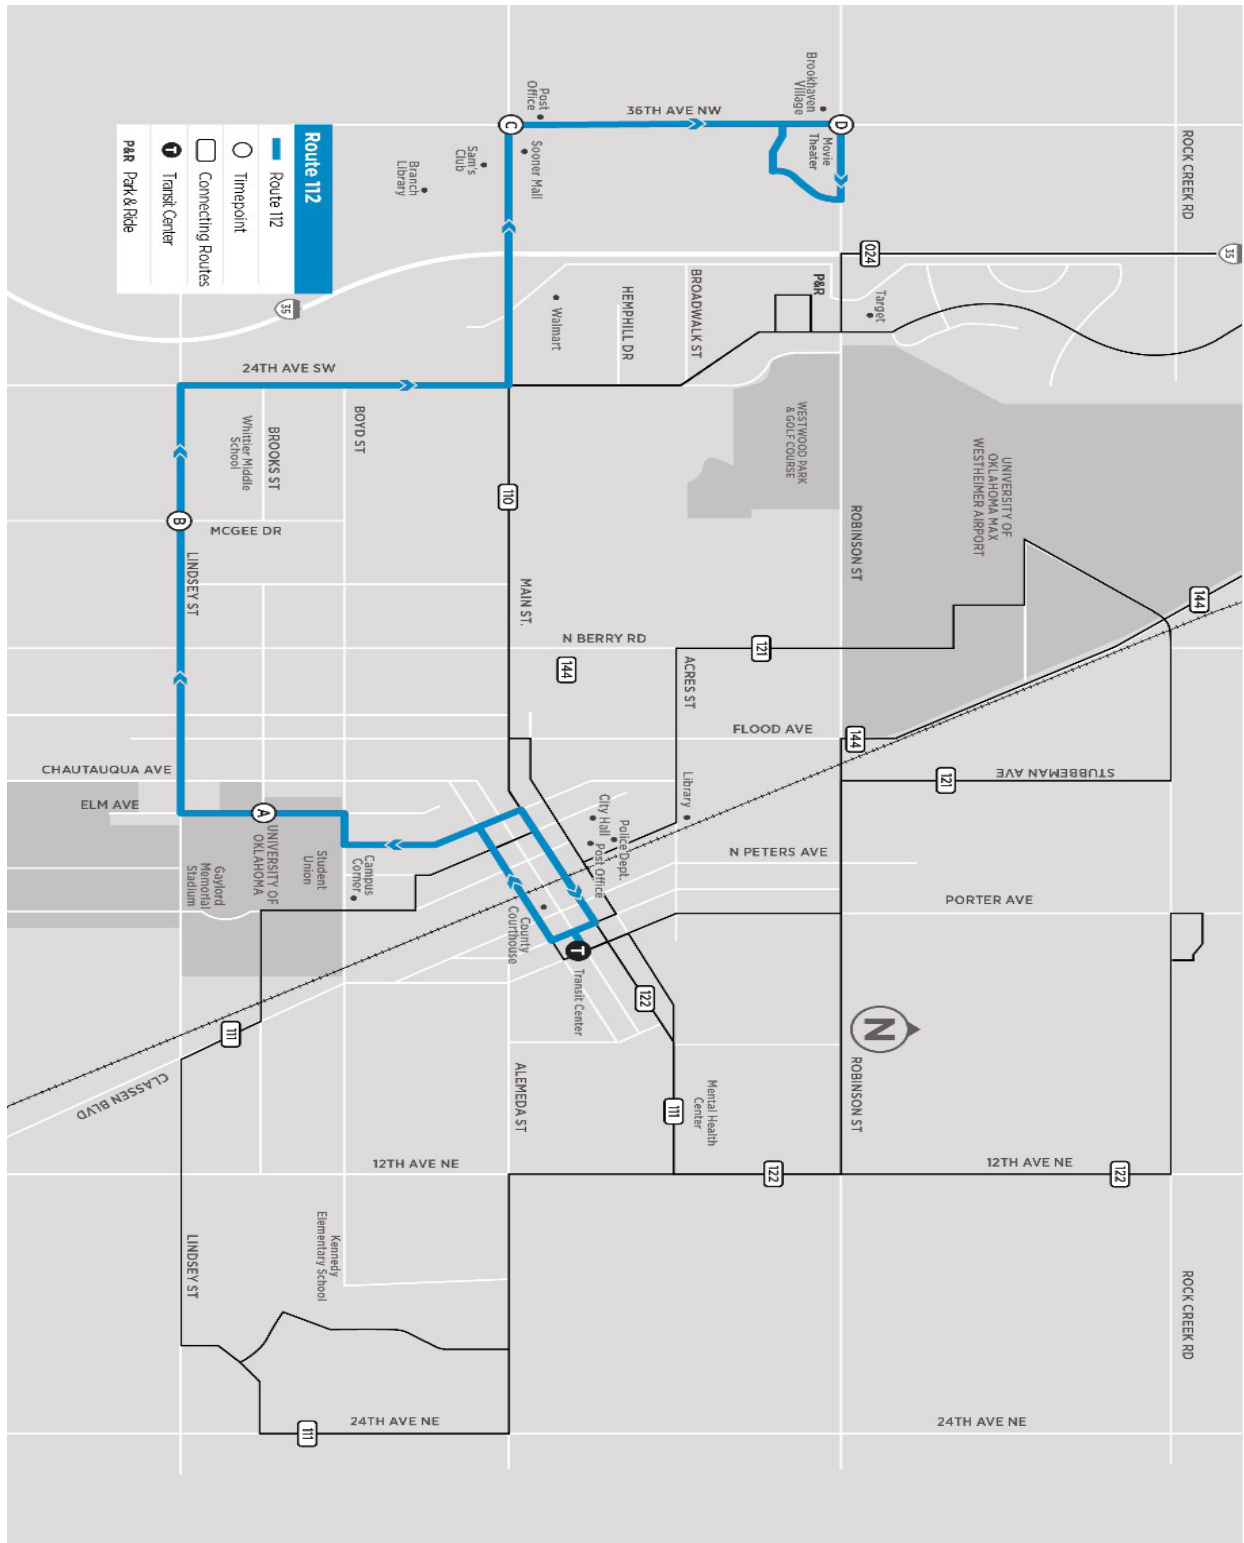 Route 112
Route 112
Timepoint
Connecting Routes
T
Transit Center
P&R
Park & Ride
ROCK CREEK RD
Brookhaven
Village
D
Movie
Theater
36TH AVE NW
Post
Office
C
Sooner Mall
Sam's
Club
Branch
Library
35
024
P&R
Target
BROADWALK ST
HEMPHILL DR
Walmart
35
24TH AVE SW
BOYD ST
BROOKS ST
Whittier Middle
School
WESTWOOD PARK
& GOLF COURSE
UNIVERSITY OF
OKLAHOMA MAX
WESTHEIMER AIRPORT
ROBINSON ST
110
B
MCGEE DR
LINDSEY ST
MAIN ST.
N BERRY RD
144
ACRES ST
121
144
FLOOD AVE
144
STUBBEMAN AVE
121
CHAUTAUQUA AVE
ELM AVE
A
UNIVERSITY OF
OKLAHOMA
Student
Union
Gaylord
Memorial
Stadium
Campus
Corner
Library
City Hall
Police Dept.
Post Office
N PETERS AVE
PORTER AVE
County
Courthouse
T
Transit Center
122
N
111
CLASSEN BLVD
ALEMEDA ST
ROBINSON ST
Mental Health
Center
111
12TH AVE NE
122
12TH AVE NE
122
Kennedy
Elementary School
LINDSEY ST
ROCK CREEK RD
111
24TH AVE NE
24TH AVE NE